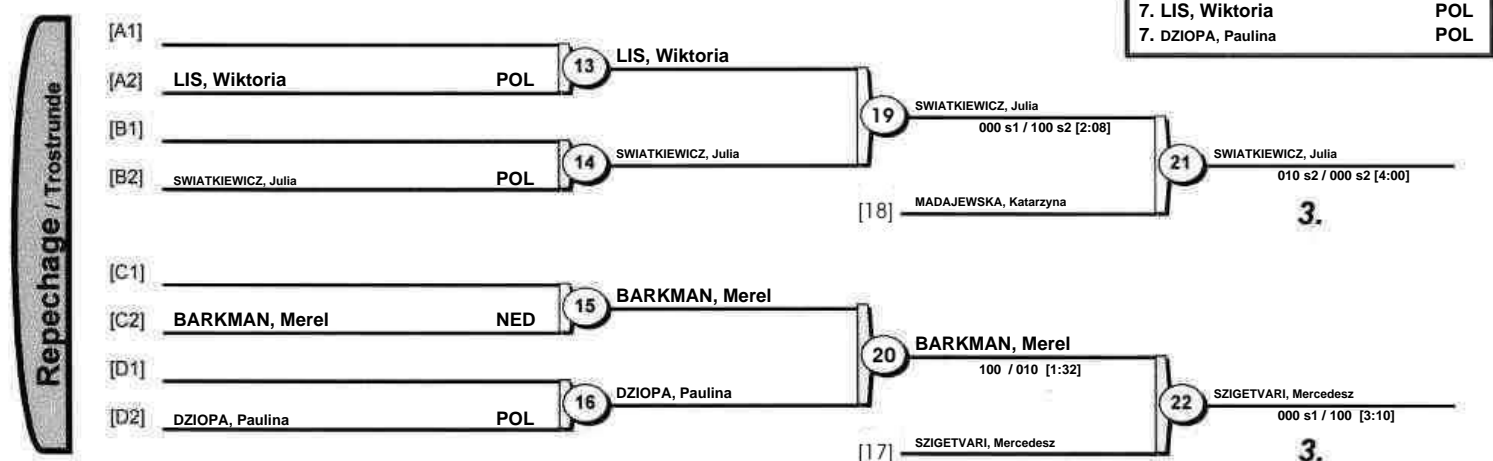 7. LIS, Wiktoria POL
7. DZIOPA, Paulina POL
Repechage / Trostrunde
[A1]
[A2] LIS, Wiktoria POL
13
LIS, Wiktoria
[B1]
[B2] SWIATKIEWICZ, Julia POL
14
SWIATKIEWICZ, Julia
19
SWIATKIEWICZ, Julia
000 s1 / 100 s2 [2:08]
[18] MADAJEWSKA, Katarzyna
21
SWIATKIEWICZ, Julia
010 s2 / 000 s2 [4:00]
3.
[C1]
[C2] BARKMAN, Merel NED
15
BARKMAN, Merel
[D1]
[D2] DZIOPA, Paulina POL
16
DZIOPA, Paulina
20
BARKMAN, Merel
100 / 010 [1:32]
[17] SZIGETVARI, Mercedesz
22
SZIGETVARI, Mercedesz
000 s1 / 100 [3:10]
3.